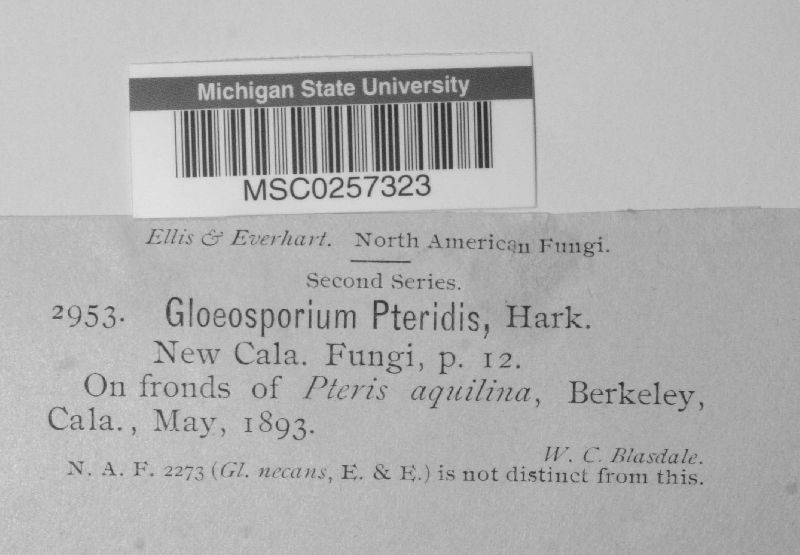 Michigan State University
MSC0257323
Ellis & Everhart. North American Fungi.
Second Series.
2953. Gloeosporium Pteridis, Hark.
New Cala. Fungi, p. 12.
On fronds of Pteris aquilina, Berkeley,
Cala., May, 1893.
W. C. Blasdale.
N. A. F. 2273 (Gl. necans, E. & E.) is not distinct from this.